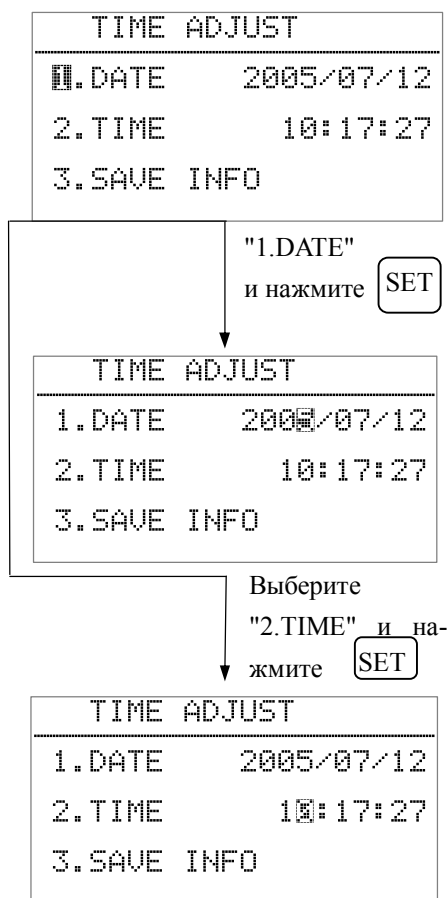 TIME ADJUST
1.DATE 2005/07/12
2.TIME 10:17:27
3.SAVE INFO
"1.DATE"
и нажмите SET
TIME ADJUST
1.DATE 2005/07/12
2.TIME 10:17:27
3.SAVE INFO
Выберите
"2.TIME" и на-
жмите SET
TIME ADJUST
1.DATE 2005/07/12
2.TIME 10:17:27
3.SAVE INFO